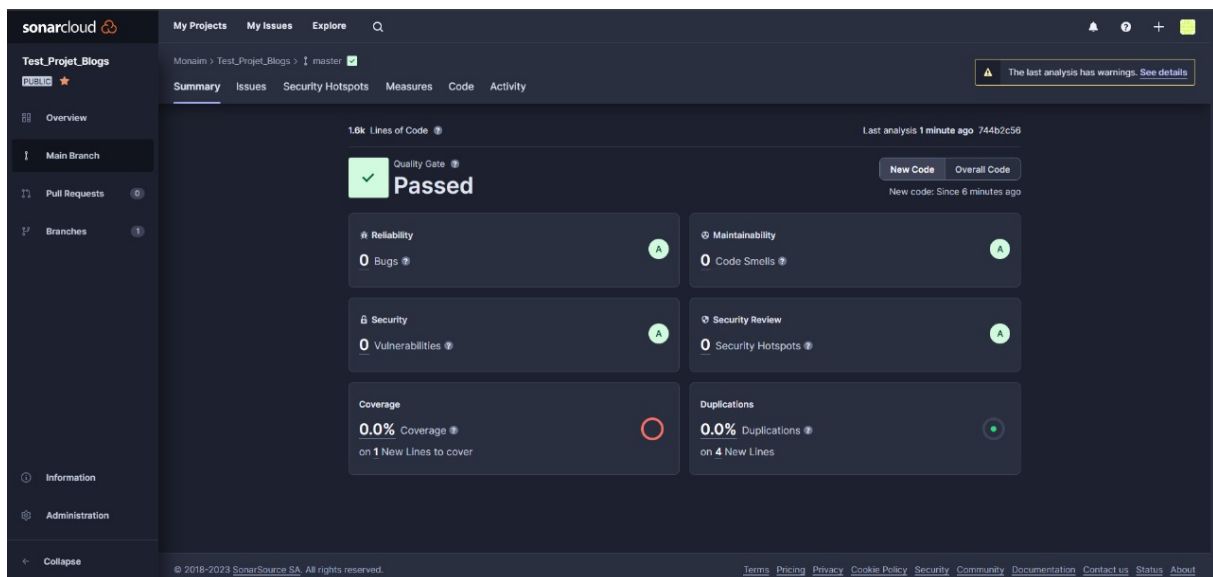 sonarcloud
My Projects My Issues Explore
Test_Projet_Blogs
PUBLIC
Overview
Main Branch
Pull Requests 0
Branches 1
Information
Administration
Collapse
Monaim > Test_Projet_Blogs > master
The last analysis has warnings. See details
Summary Issues Security Hotspots Measures Code Activity
1.6k Lines of Code
Last analysis 1 minute ago 744b2c56
Quality Gate
Passed
New Code Overall Code
New code: Since 6 minutes ago
Reliability
0 Bugs
A
Maintainability
0 Code Smells
A
Security
0 Vulnerabilities
A
Security Review
0 Security Hotspots
A
Coverage
0.0% Coverage
on 1 New Lines to cover
Duplications
0.0% Duplications
on 4 New Lines
© 2018-2023 SonarSource SA. All rights reserved.
Terms Pricing Privacy Cookie Policy Security Community Documentation Contact us Status About